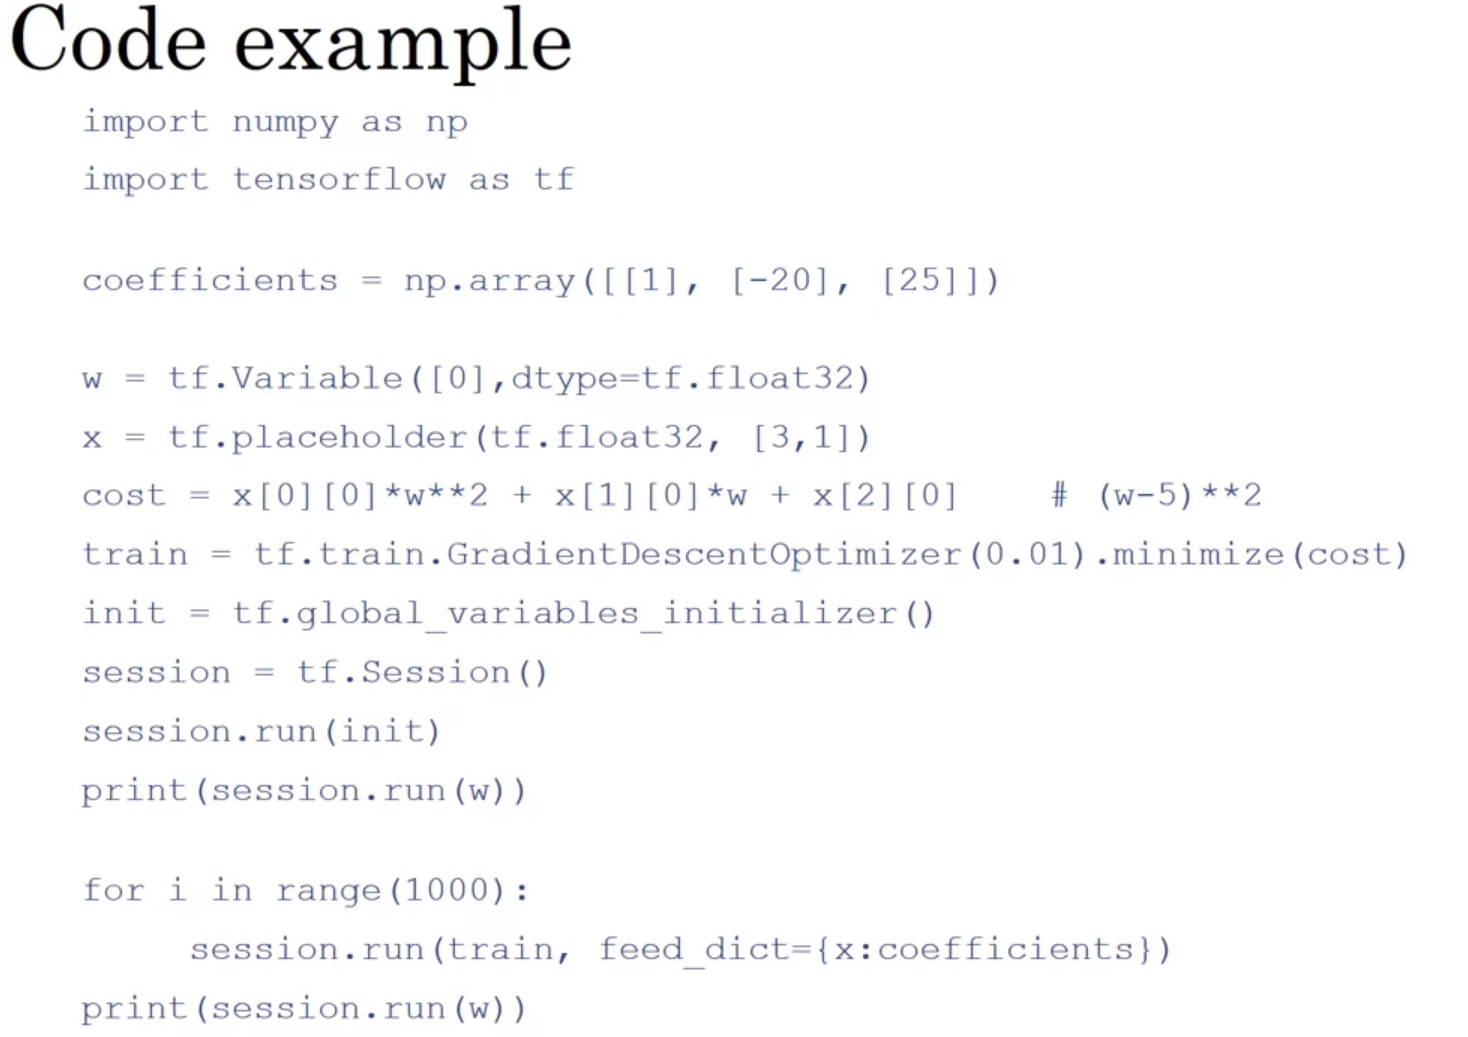 Code example
import numpy as np
import tensorflow as tf
coefficients = np.array([[1], [-20], [25]])
w = tf.Variable([0],dtype=tf.float32)
x = tf.placeholder(tf.float32, [3,1])
cost = x[0][0]*w**2 + x[1][0]*w + x[2][0]    # (w-5)**2
train = tf.train.GradientDescentOptimizer(0.01).minimize(cost)
init = tf.global_variables_initializer()
session = tf.Session()
session.run(init)
print(session.run(w))
for i in range(1000):
     session.run(train, feed_dict={x:coefficients})
print(session.run(w))